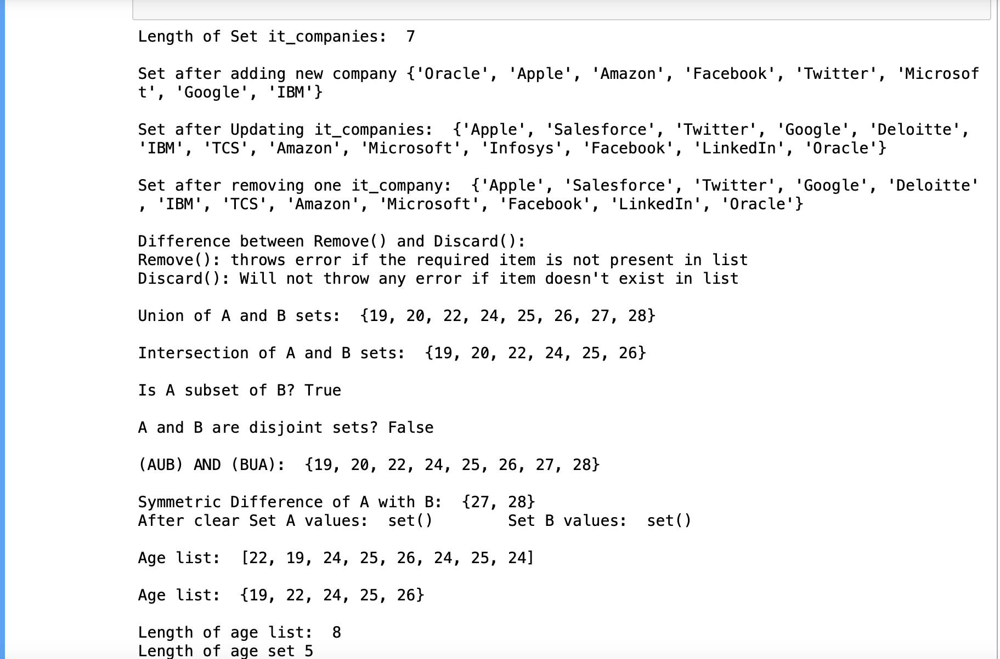 Length of Set it_companies:  7
Set after adding new company {'Oracle', 'Apple', 'Amazon', 'Facebook', 'Twitter', 'Microsof
t', 'Google', 'IBM'}
Set after Updating it_companies:  {'Apple', 'Salesforce', 'Twitter', 'Google', 'Deloitte',
'IBM', 'TCS', 'Amazon', 'Microsoft', 'Infosys', 'Facebook', 'LinkedIn', 'Oracle'}
Set after removing one it_company:  {'Apple', 'Salesforce', 'Twitter', 'Google', 'Deloitte'
, 'IBM', 'TCS', 'Amazon', 'Microsoft', 'Facebook', 'LinkedIn', 'Oracle'}
Difference between Remove() and Discard():
Remove(): throws error if the required item is not present in list
Discard(): Will not throw any error if item doesn't exist in list
Union of A and B sets:  {19, 20, 22, 24, 25, 26, 27, 28}
Intersection of A and B sets:  {19, 20, 22, 24, 25, 26}
Is A subset of B? True
A and B are disjoint sets? False
(AUB) AND (BUA):  {19, 20, 22, 24, 25, 26, 27, 28}
Symmetric Difference of A with B:  {27, 28}
After clear Set A values:  set()        Set B values:  set()
Age list:  [22, 19, 24, 25, 26, 24, 25, 24]
Age list:  {19, 22, 24, 25, 26}
Length of age list:  8
Length of age set 5